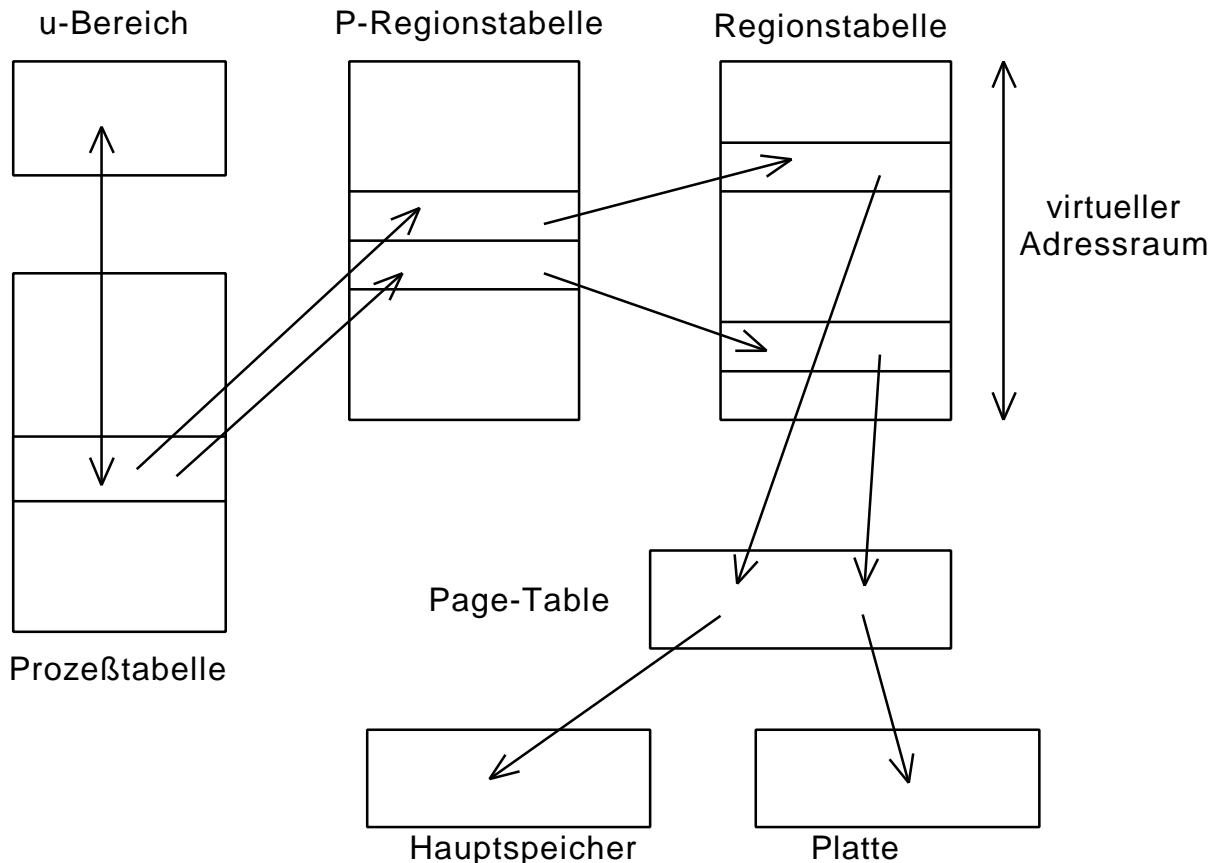 u-Bereich
P-Regionstabelle
Regionstabelle
virtueller
Adressraum
Page-Table
Prozeßtabelle
Hauptspeicher
Platte